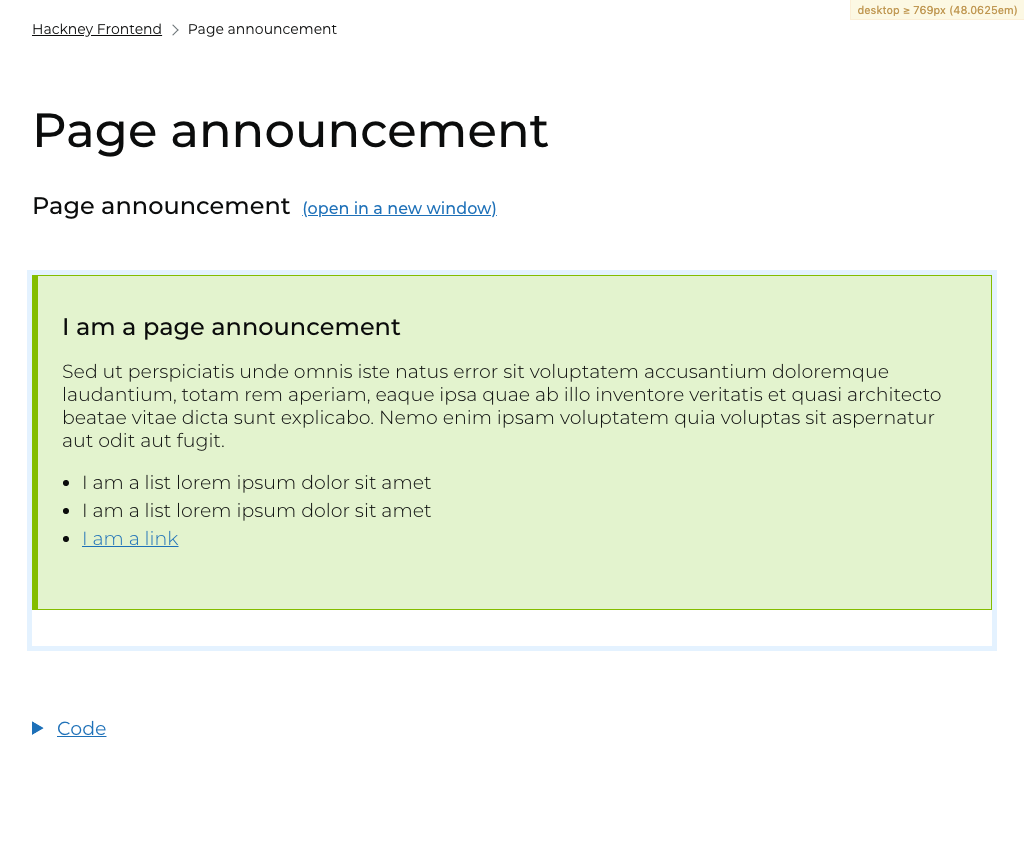 desktop ≥ 769px (48.0625em)
Hackney Frontend > Page announcement
Page announcement
Page announcement (open in a new window)
I am a page announcement
Sed ut perspiciatis unde omnis iste natus error sit voluptatem accusantium doloremque
laudantium, totam rem aperiam, eaque ipsa quae ab illo inventore veritatis et quasi architecto
beatae vitae dicta sunt explicabo. Nemo enim ipsam voluptatem quia voluptas sit aspernatur
aut odit aut fugit.
• I am a list lorem ipsum dolor sit amet
• I am a list lorem ipsum dolor sit amet
• I am a link
Code